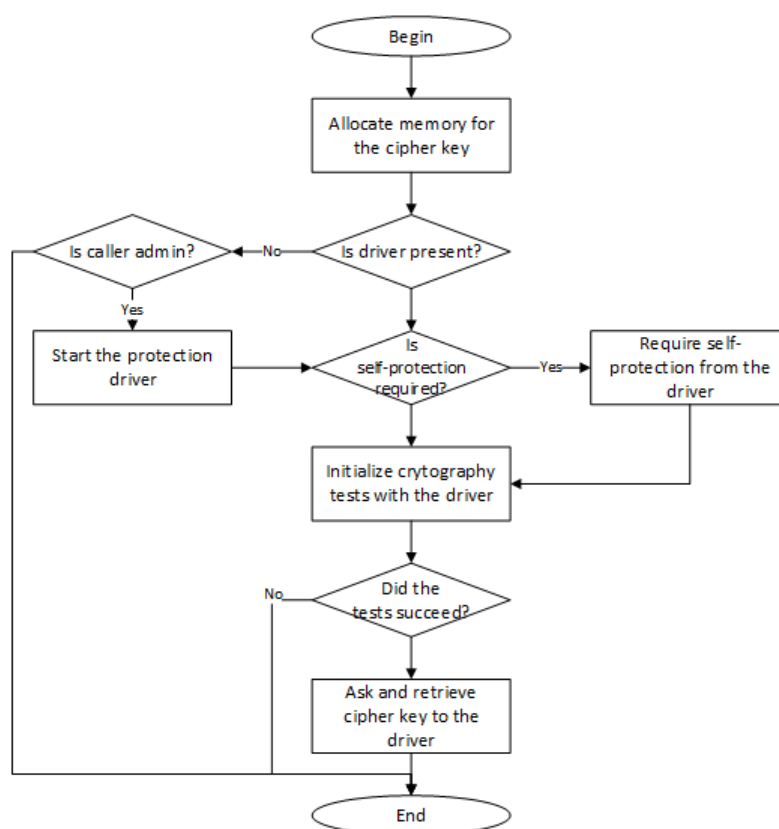 Begin
Allocate memory for
the cipher key
Is caller admin?
No
Is driver present?
Yes
Start the protection
driver
Is
self-protection
required?
Yes
Require self-
protection from the
driver
Initialize crytography
tests with the driver
No
Did the
tests succeed?
Ask and retrieve
cipher key to the
driver
End